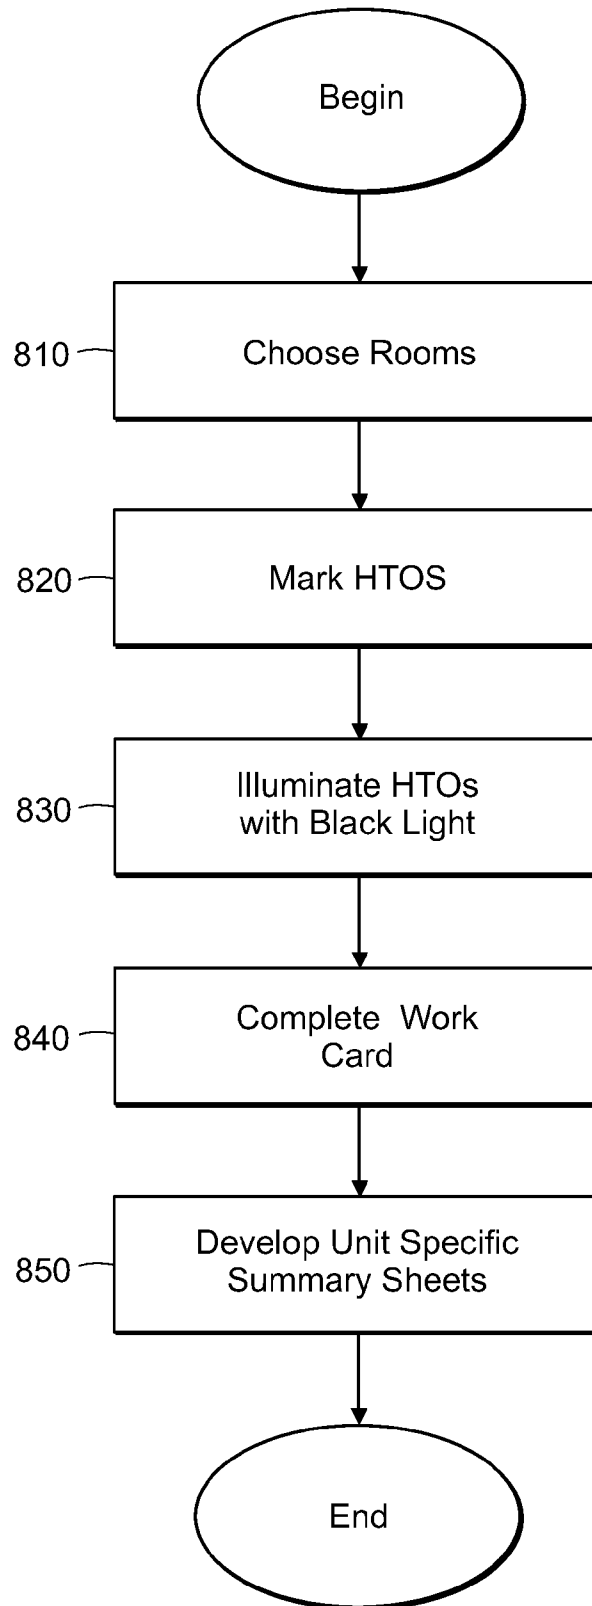 Begin
810
Choose Rooms
820
Mark HTOS
830
Illuminate HTOs
with Black Light
840
Complete Work
Card
850
Develop Unit Specific
Summary Sheets
End